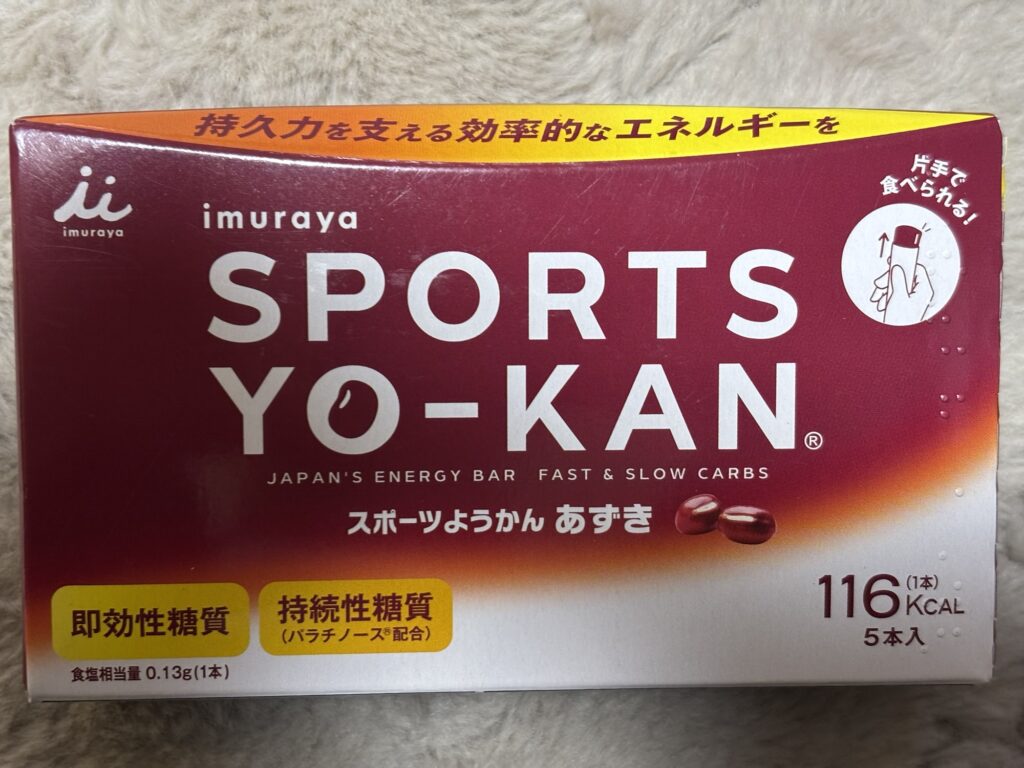 持久力を支える効率的なエネルギーを
imuraya
片手で
食べられる!
imuraya
SPORTS
YO-KAN®
JAPAN'S ENERGY BAR FAST & SLOW CARBS
スポーツようかん あずき
即効性糖質
持続性糖質
(パラチノース®配合)
食塩相当量 0.13g(1本)
116(1本)KCAL
5本入